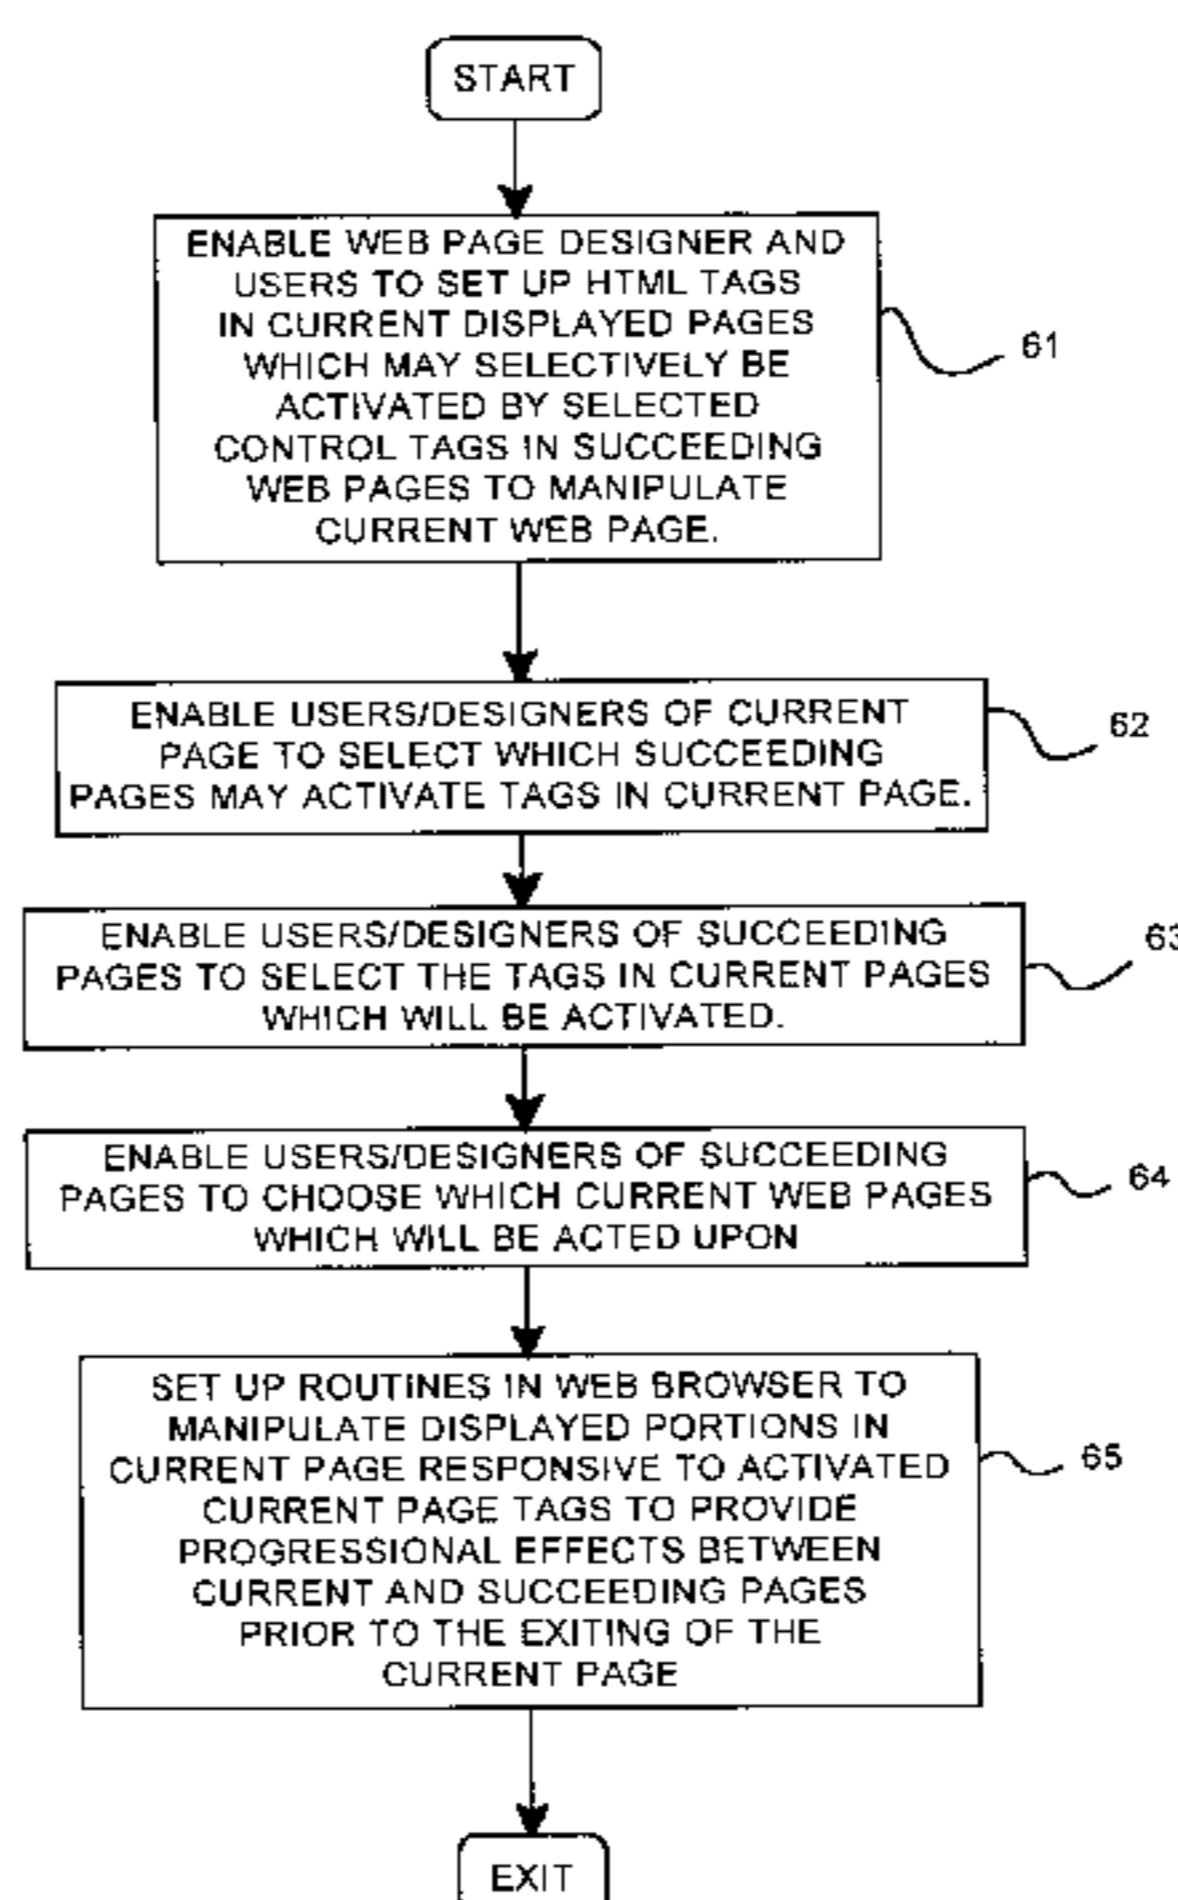 START
ENABLE WEB PAGE DESIGNER AND
USERS TO SET UP HTML TAGS
IN CURRENT DISPLAYED PAGES
WHICH MAY SELECTIVELY BE
ACTIVATED BY SELECTED
CONTROL TAGS IN SUCCEEDING
WEB PAGES TO MANIPULATE
CURRENT WEB PAGE.
61
ENABLE USERS/DESIGNERS OF CURRENT
PAGE TO SELECT WHICH SUCCEEDING
PAGES MAY ACTIVATE TAGS IN CURRENT PAGE.
62
ENABLE USERS/DESIGNERS OF SUCCEEDING
PAGES TO SELECT THE TAGS IN CURRENT PAGES
WHICH WILL BE ACTIVATED.
63
ENABLE USERS/DESIGNERS OF SUCCEEDING
PAGES TO CHOOSE WHICH CURRENT WEB PAGES
WHICH WILL BE ACTED UPON
64
SET UP ROUTINES IN WEB BROWSER TO
MANIPULATE DISPLAYED PORTIONS IN
CURRENT PAGE RESPONSIVE TO ACTIVATED
CURRENT PAGE TAGS TO PROVIDE
PROGRESSIONAL EFFECTS BETWEEN
CURRENT AND SUCCEEDING PAGES
PRIOR TO THE EXITING OF THE
CURRENT PAGE
65
EXIT